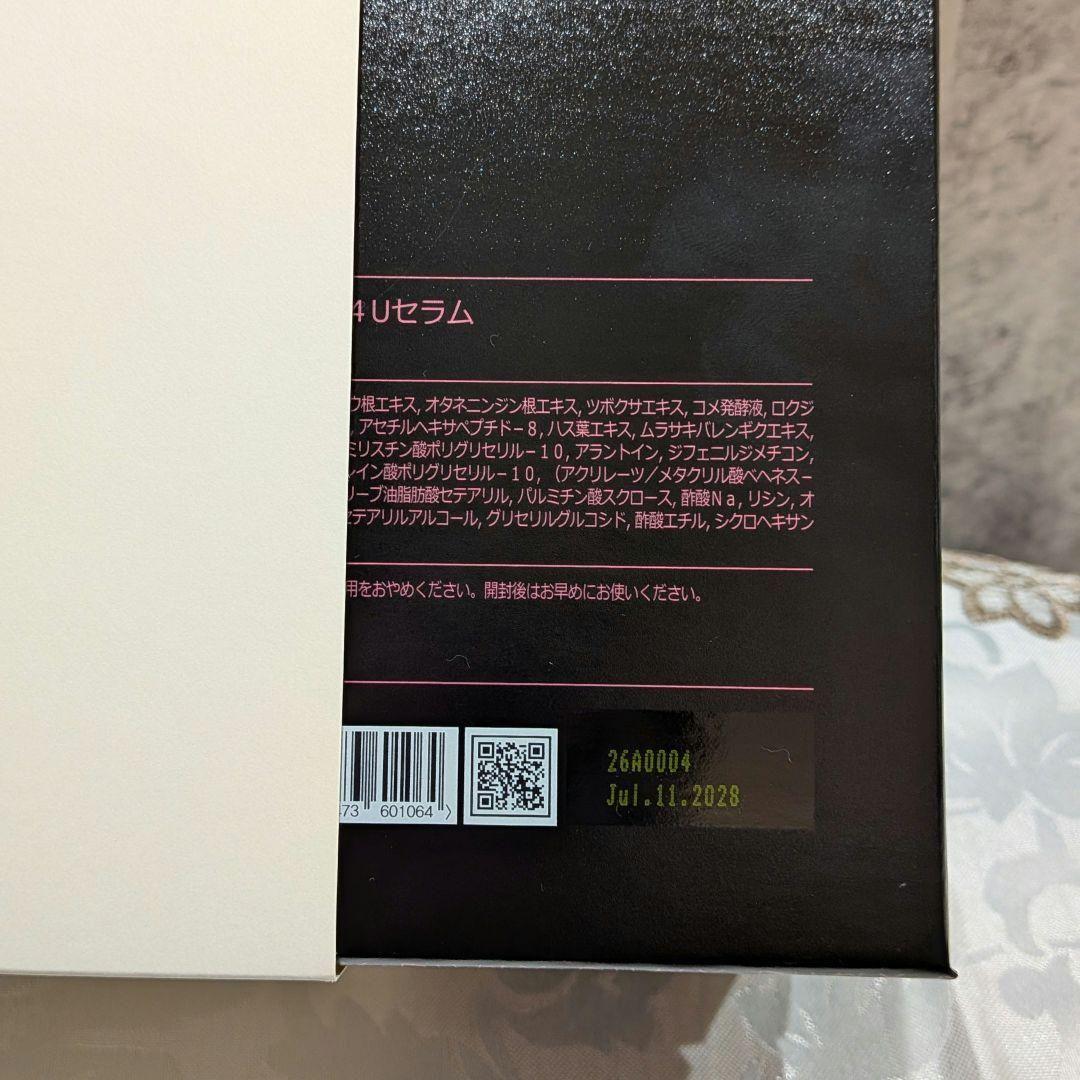 4Uセラム
ウ根エキス, オタネニンジン根エキス, ツボクサエキス, コメ発酵液, ロクジ
, アセチルヘキサペプチド－8, ハス葉エキス, ムラサキバレンギクエキス,
ミリスチン酸ポリグリセリル－10, アラントイン, ジフェニルジメチコン,
レイン酸ポリグリセリル－10, （アクリレーツ／メタクリル酸ベヘネス－
リーブ油脂肪酸セテアリル, パルミチン酸スクロース, 酢酸Na, リシン, オ
セテアリルアルコール, グリセリルグルコシド, 酢酸エチル, シクロヘキサン
用をおやめください。開封後はお早めにお使いください。
473 601064 〉
26A0004
Jul.11.2028